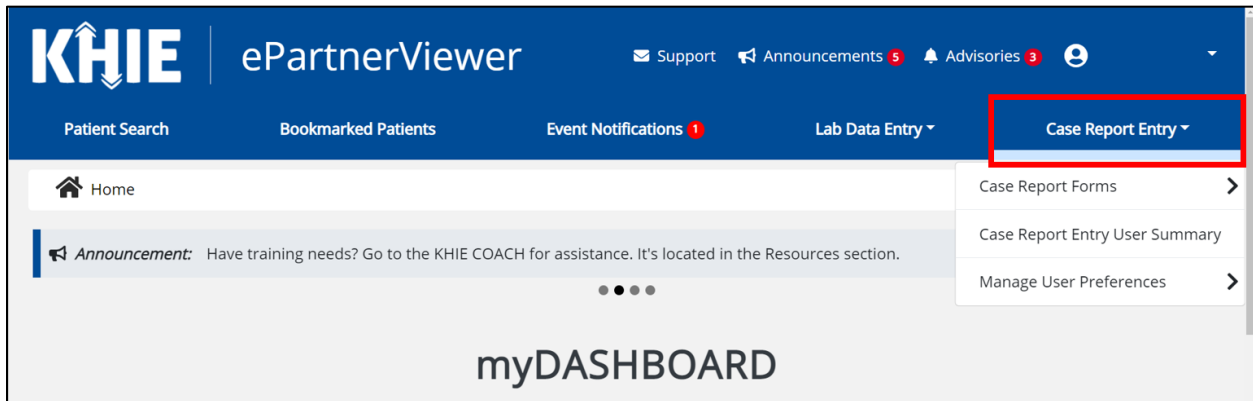 KHIE ePartnerViewer Support Announcements 5 Advisories 3
Patient Search Bookmarked Patients Event Notifications 1 Lab Data Entry Case Report Entry
Home
Case Report Forms
Case Report Entry User Summary
Announcement: Have training needs? Go to the KHIE COACH for assistance. It's located in the Resources section.
Manage User Preferences
myDASHBOARD